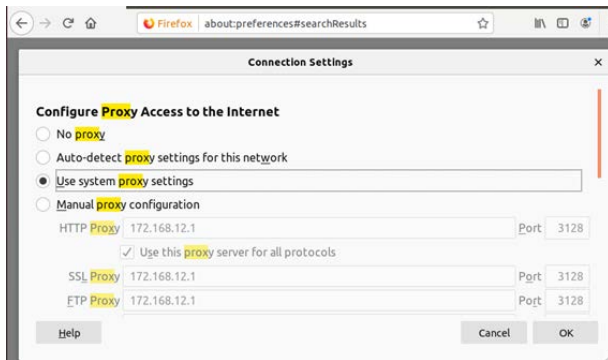 Firefox about:preferences#searchResults
Connection Settings
Configure Proxy Access to the Internet
No proxy
Auto-detect proxy settings for this network
Use system proxy settings
Manual proxy configuration
HTTP Proxy 172.168.12.1 Port 3128
Use this proxy server for all protocols
SSL Proxy 172.168.12.1 Port 3128
FTP Proxy 172.168.12.1 Port 3128
Help Cancel OK